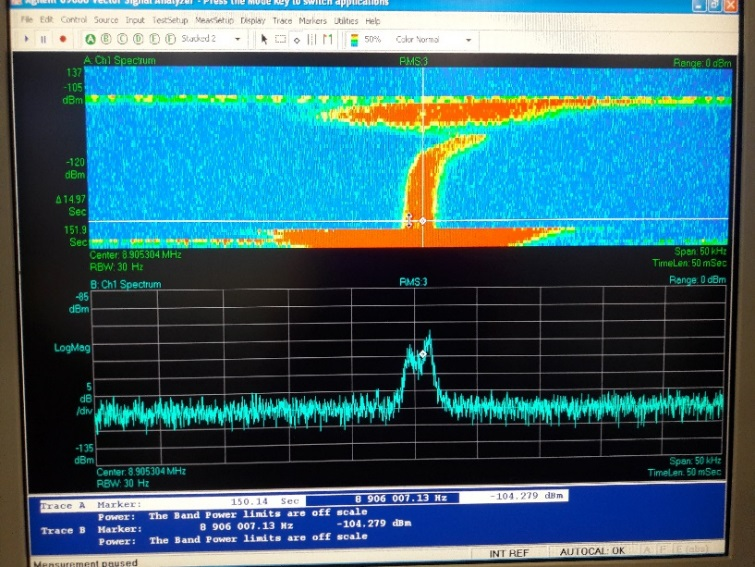 Agilent 89600 Vector Signal Analyzer - Press the Mode Key to switch applications
File Edit Control Source Input TestSetup MeasSetup Display Trace Markers Utilities Help
A B C D E F Stacked 2 50% Color Normal
A: Ch1 Spectrum RMS:3 Range: 0 dBm
137
-105
dBm
-120
dBm
Δ 14.97
Sec
151.9
Sec
Center: 8.905304 MHz Span: 50 kHz
RBW: 30 Hz TimeLen: 50 mSec
B: Ch1 Spectrum RMS:3 Range: 0 dBm
-85
dBm
LogMag
5
dB
/div
-135
dBm
Center: 8.905304 MHz Span: 50 kHz
RBW: 30 Hz TimeLen: 50 mSec
Trace A Marker: 150.14 Sec 8 906 007.13 Hz -104.279 dBm
Power: The Band Power limits are off scale
Trace B Marker: 8 906 007.13 Hz -104.279 dBm
Power: The Band Power limits are off scale
Measurement paused INT REF AUTOCAL: OK